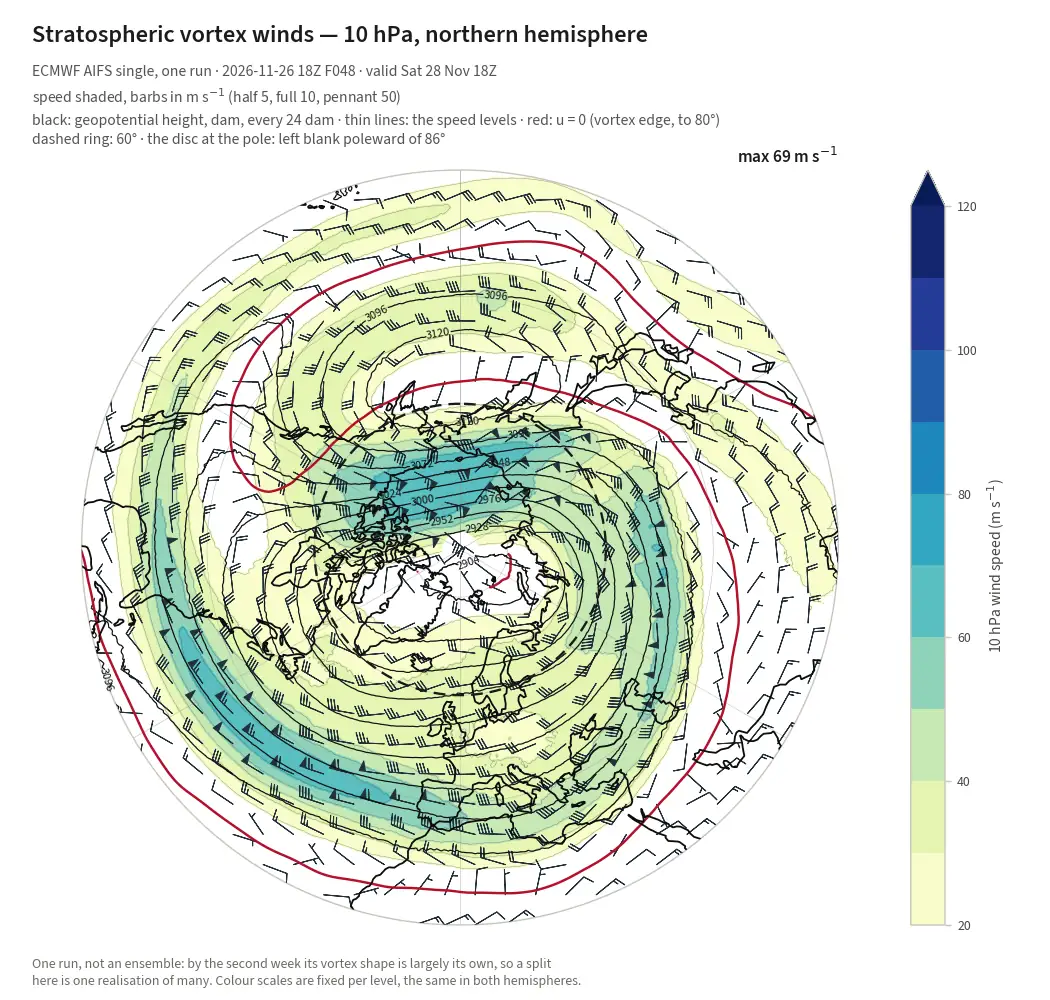 Stratospheric vortex winds — 10 hPa, northern hemisphere
ECMWF AIFS single, one run · 2026-11-26 18Z F048 · valid Sat 28 Nov 18Z
speed shaded, barbs in m s⁻¹ (half 5, full 10, pennant 50)
black: geopotential height, dam, every 24 dam · thin lines: the speed levels · red: u = 0 (vortex edge, to 80°)
dashed ring: 60° · the disc at the pole: left blank poleward of 86°
max 69 m s⁻¹
120
100
80
60
40
20
10 hPa wind speed (m s⁻¹)
3096
3096
3120
3120
3072
3048
3024
3000
2976
2952
2928
2904
3096
One run, not an ensemble: by the second week its vortex shape is largely its own, so a split
here is one realisation of many. Colour scales are fixed per level, the same in both hemispheres.